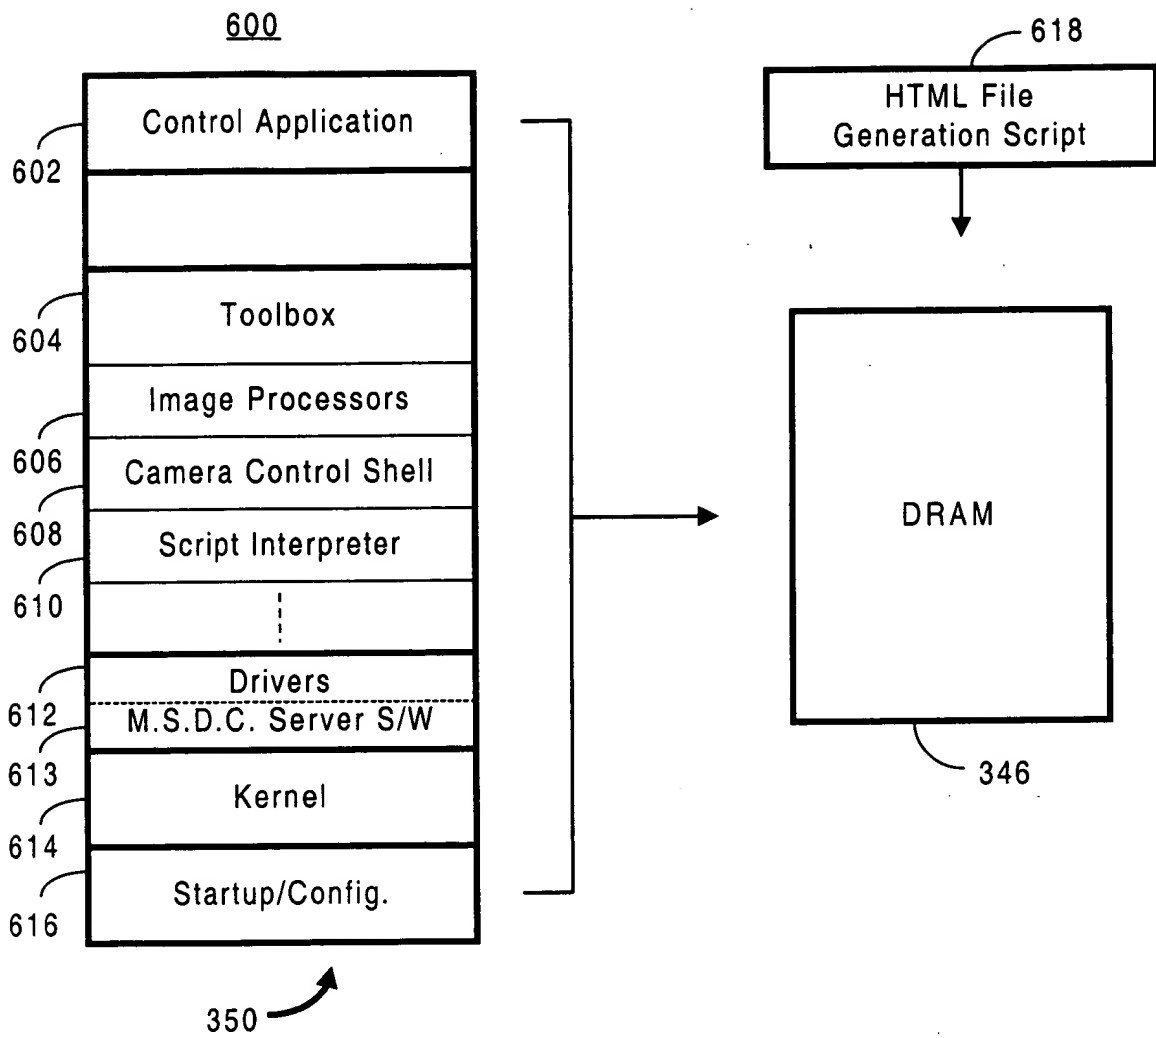 600
618
Control Application
602
HTML File
Generation Script
Toolbox
604
Image Processors
606
Camera Control Shell
608
Script Interpreter
610
DRAM
346
Drivers
612
M.S.D.C. Server S/W
613
Kernel
614
Startup/Config.
616
350